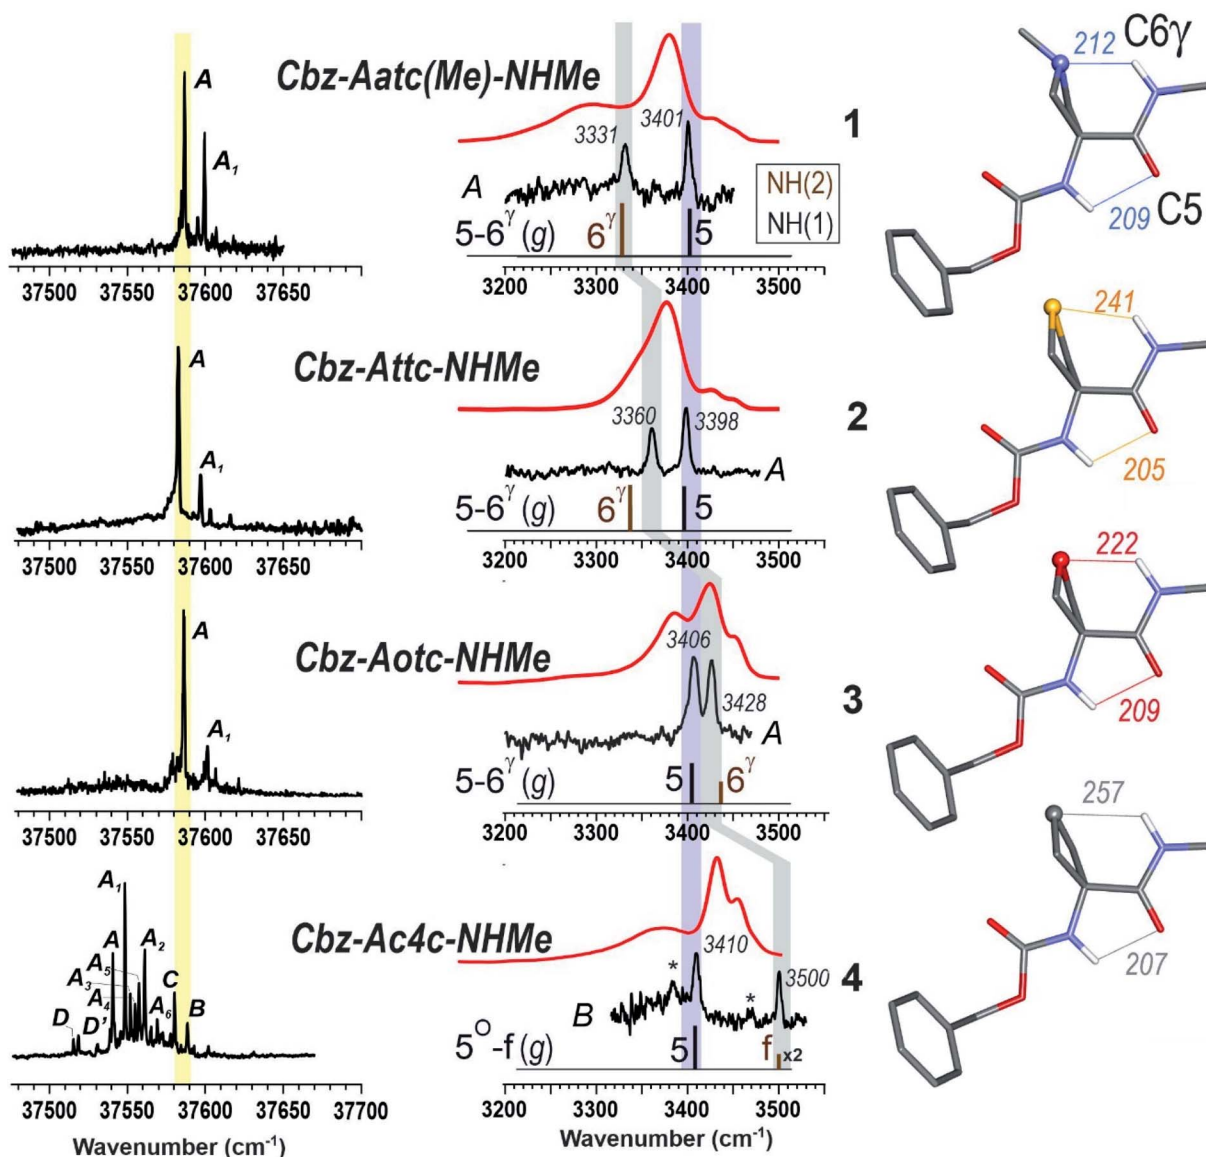 A
A1
37500 37550 37600 37650
Cbz-Aatc(Me)-NHMe
3331
3401
A
NH(2)
NH(1)
5-6γ (g)
6γ
5
3200 3300 3400 3500
1
212
C6γ
209
C5
A
A1
37500 37550 37600 37650
Cbz-Attc-NHMe
3360
3398
A
5-6γ (g)
6γ
5
3200 3300 3400 3500
2
241
205
A
A1
37500 37550 37600 37650
Cbz-Aotc-NHMe
3406
3428
A
5-6γ (g)
5
6γ
3200 3300 3400 3500
3
222
209
A1
A
A2
A5
A3
A4
A6
C
B
D
D'
37500 37550 37600 37650 37700
Wavenumber (cm-1)
Cbz-Ac4c-NHMe
*
3410
*
3500
B
5O-f (g)
5
f x2
3200 3300 3400 3500
Wavenumber (cm-1)
4
257
207